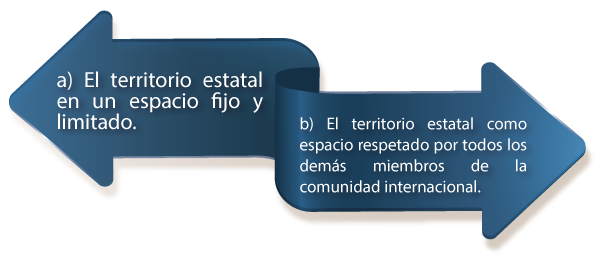 a) El territorio estatal
en un espacio fijo y
limitado.
b) El territorio estatal como
espacio respetado por todos los
demás miembros de la
comunidad internacional.